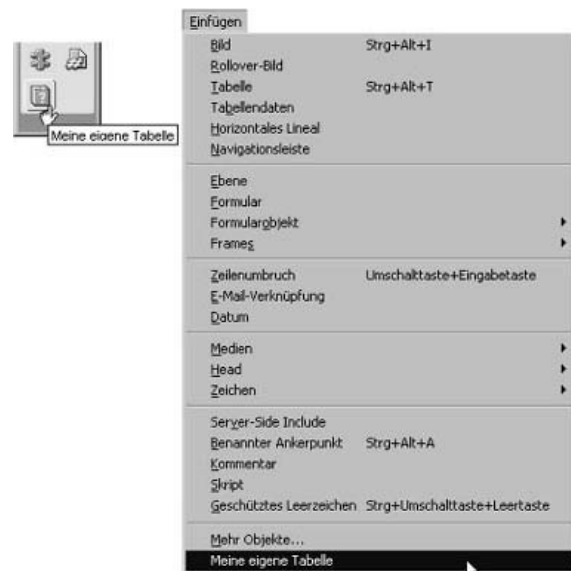 Meine eigene Tabelle
Einfügen
Bild Strg+Alt+I
Rollover-Bild
Tabelle Strg+Alt+T
Tabellendaten
Horizontales Lineal
Navigationsleiste
Ebene
Formular
Formularobjekt
Frames
Zeilenumbruch Umschalttaste+Eingabetaste
E-Mail-Verknüpfung
Datum
Medien
Head
Zeichen
Server-Side Include
Benannter Ankerpunkt Strg+Alt+A
Kommentar
Skript
Geschütztes Leerzeichen Strg+Umschalttaste+Leertaste
Mehr Objekte...
Meine eigene Tabelle